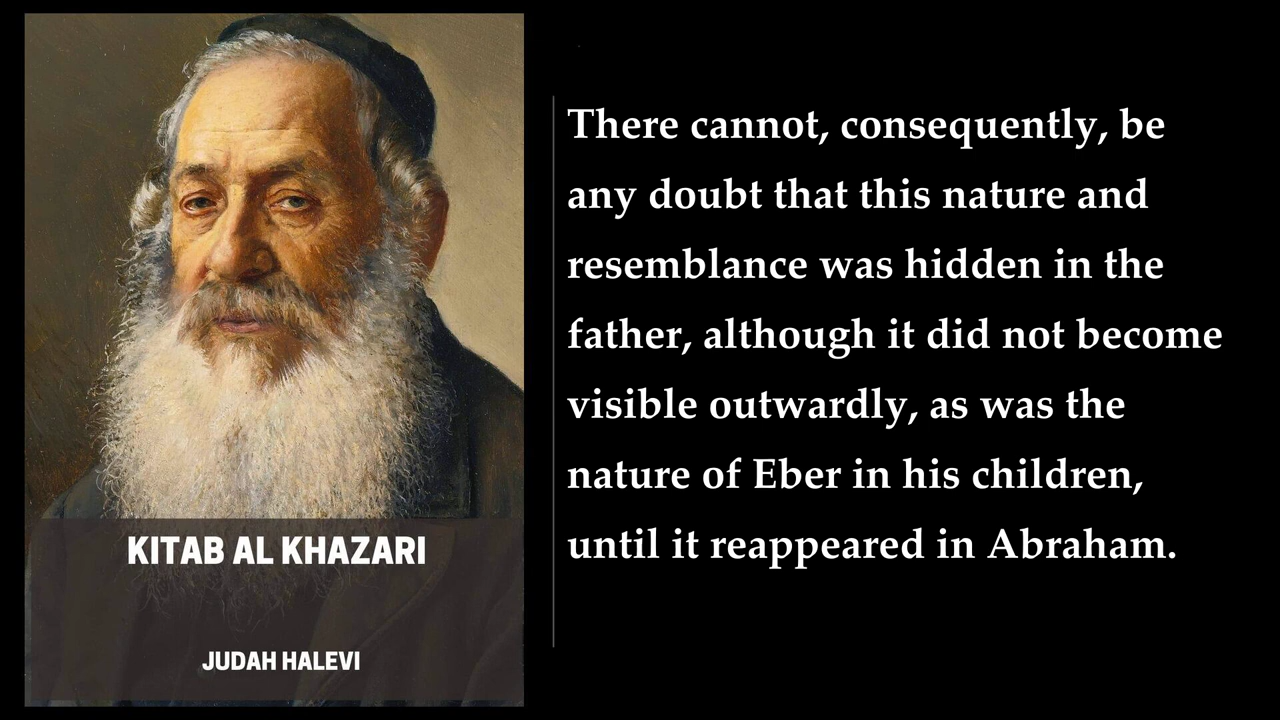 KITAB AL KHAZARI
JUDAH HALEVI
There cannot, consequently, be
any doubt that this nature and
resemblance was hidden in the
father, although it did not become
visible outwardly, as was the
nature of Eber in his children,
until it reappeared in Abraham.